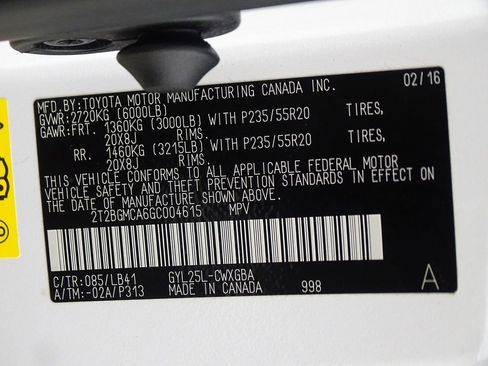 MFD.BY:TOYOTA MOTOR MANUFACTURING CANADA INC. 02/16
GVWR:2720KG (6000LB)
GAWR:FRT. 1360KG (3000LB) WITH P235/55R20 TIRES,
20X8J RIMS.
RR. 1460KG (3215LB) WITH P235/55R20 TIRES,
20X8J RIMS.
THIS VEHICLE CONFORMS TO ALL APPLICABLE FEDERAL MOTOR
VEHICLE SAFETY AND THEFT PREVENTION STANDARDS IN EFFECT ON
THE DATE OF MANUFACTURE SHOWN ABOVE.
2T2BGMCA6GC004615 MPV
C/TR:085/LB41 GYL25L-CWXGBA
A/TM:-02A/P313 MADE IN CANADA 998 A